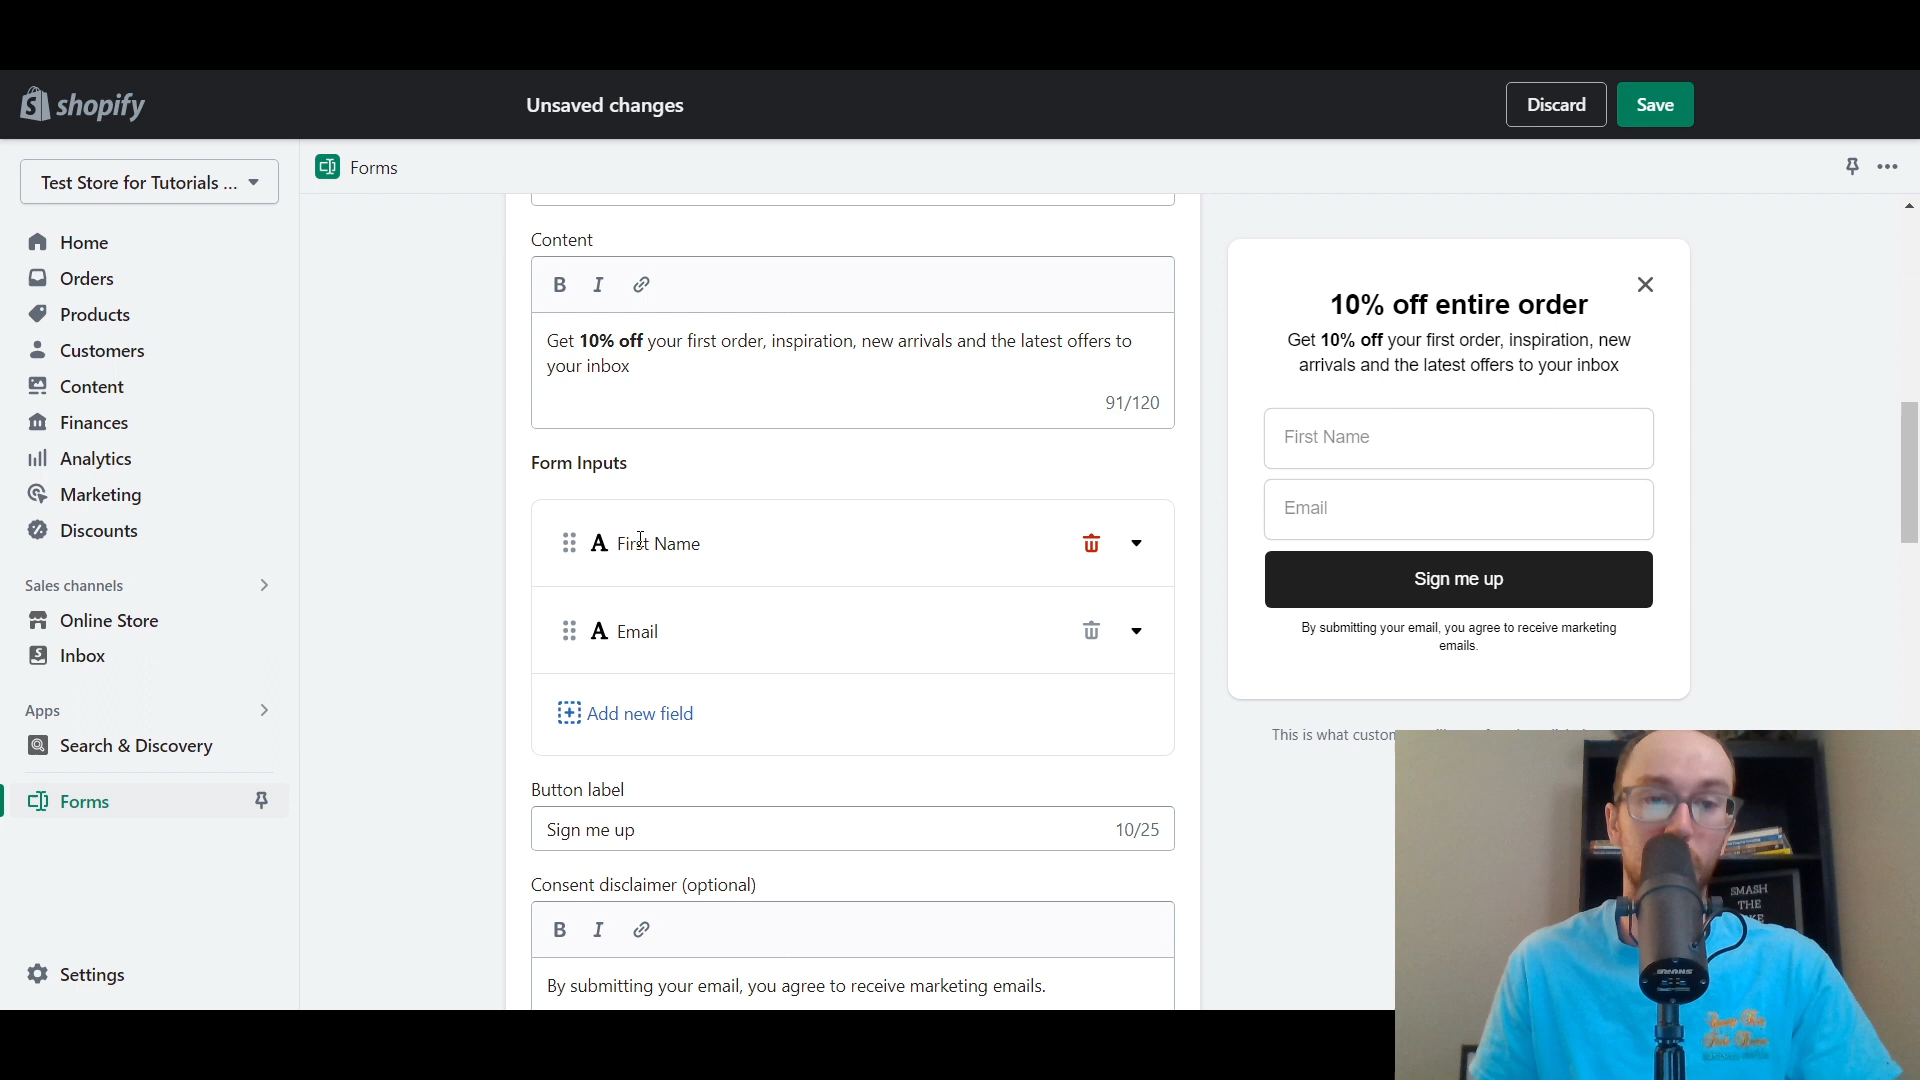 shopify
Unsaved changes
Discard
Save
Test Store for Tutorials ...
Forms
Home
Orders
Products
Customers
Content
Finances
Analytics
Marketing
Discounts
Sales channels
Online Store
Inbox
Apps
Search & Discovery
Forms
Settings
Content
B I
Get 10% off your first order, inspiration, new arrivals and the latest offers to
your inbox
91/120
Form Inputs
A First Name
A Email
Add new field
Button label
Sign me up
10/25
Consent disclaimer (optional)
B I
By submitting your email, you agree to receive marketing emails.
10% off entire order
Get 10% off your first order, inspiration, new
arrivals and the latest offers to your inbox
First Name
Email
Sign me up
By submitting your email, you agree to receive marketing
emails.
This is what
SMASH
THE